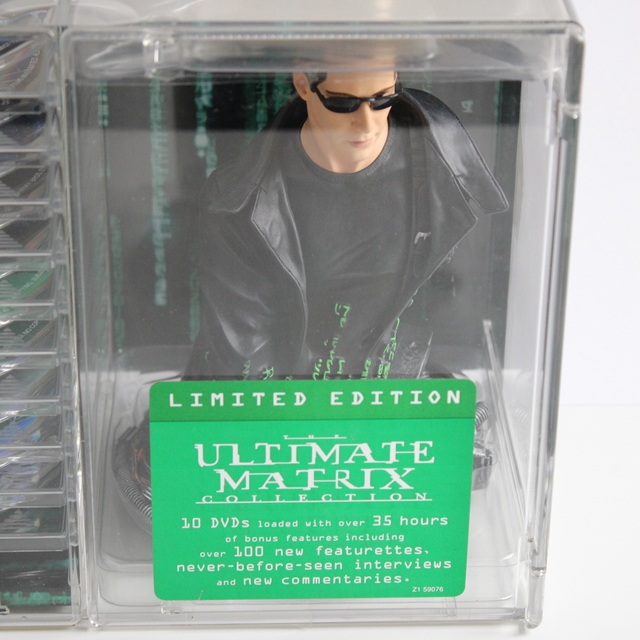 LIMITED EDITION
THE
ULTIMATE
MATRIX
COLLECTION
10 DVDs loaded with over 35 hours
of bonus features including
over 100 new featurettes,
never-before-seen interviews
and new commentaries.
Z1 59076